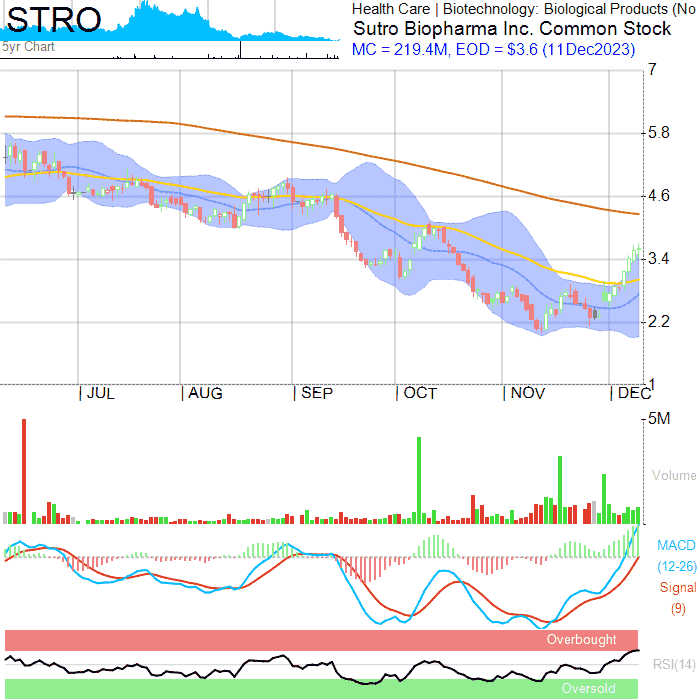 STRO
5yr Chart
Health Care | Biotechnology: Biological Products (No
Sutro Biopharma Inc. Common Stock
MC = 219.4M, EOD = $3.6 (11Dec2023)
7
5.8
4.6
3.4
2.2
1
JUL AUG SEP OCT NOV DEC
5M
Volume
MACD
(12-26)
Signal
(9)
Overbought
RSI(14)
Oversold